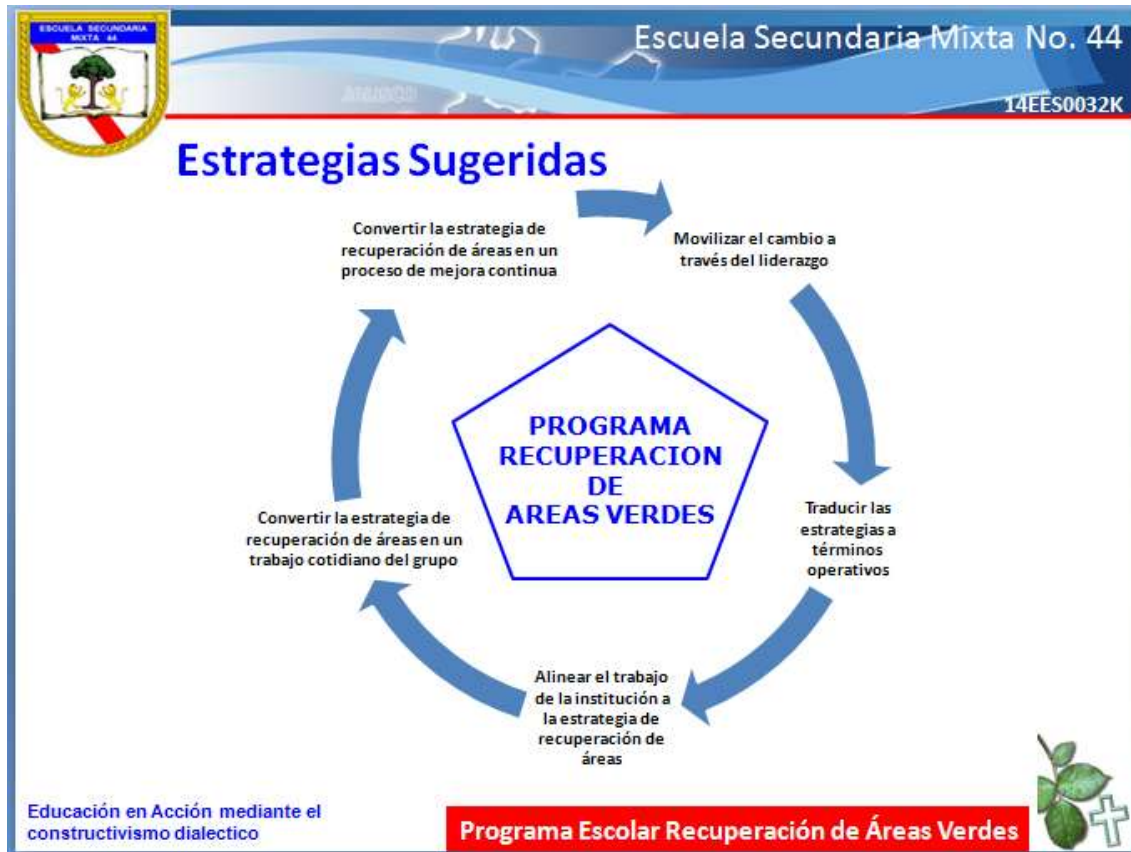 ESCUELA SECUNDARIA
MIXTA 44
Escuela Secundaria Mixta No. 44
JALISCO
14EES0032K
Estrategias Sugeridas
Convertir la estrategia de
recuperación de áreas en un
proceso de mejora continua
Movilizar el cambio a
través del liderazgo
PROGRAMA
RECUPERACION
DE
AREAS VERDES
Traducir las
estrategias a
términos
operativos
Convertir la estrategia de
recuperación de áreas en un
trabajo cotidiano del grupo
Alinear el trabajo
de la institución a
la estrategia de
recuperación de
áreas
Educación en Acción mediante el
constructivismo dialectico
Programa Escolar Recuperación de Áreas Verdes